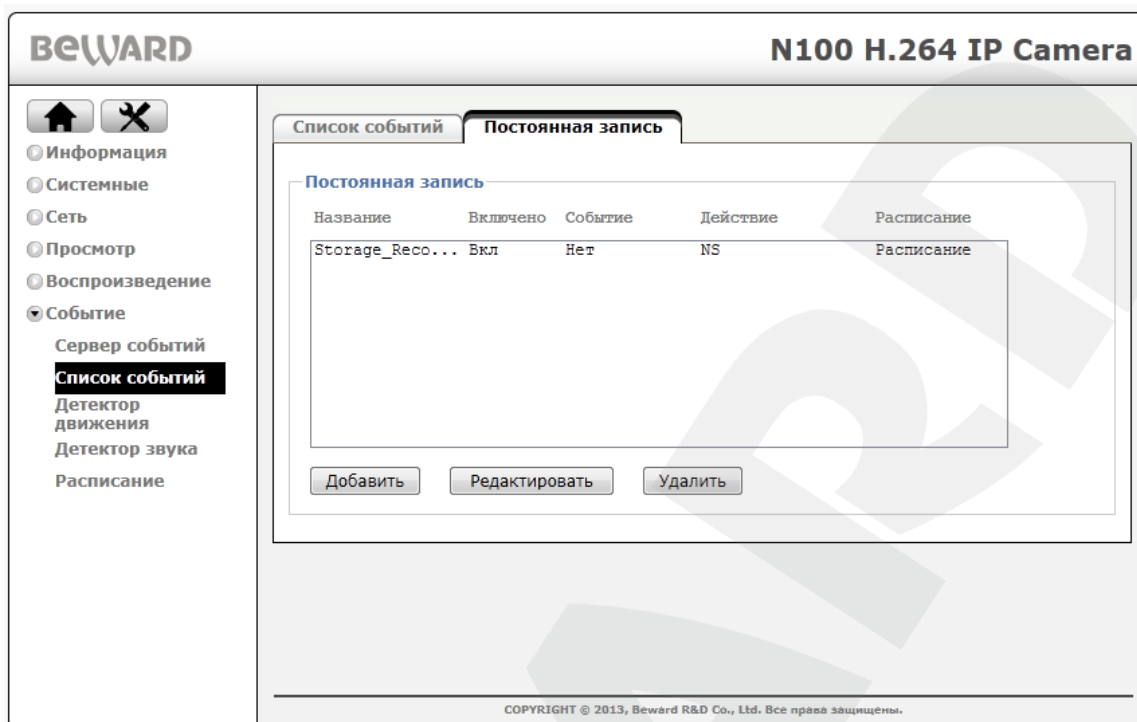 BEWARD
N100 H.264 IP Camera
Информация
Системные
Сеть
Просмотр
Воспроизведение
Событие
Сервер событий
Список событий
Детектор
движения
Детектор звука
Расписание
Список событий Постоянная запись
Постоянная запись
Название Включено Событие Действие Расписание
Storage_Reco... Вкл Нет NS Расписание
Добавить Редактировать Удалить
COPYRIGHT © 2013, Beward R&D Co., Ltd. Все права защищены.